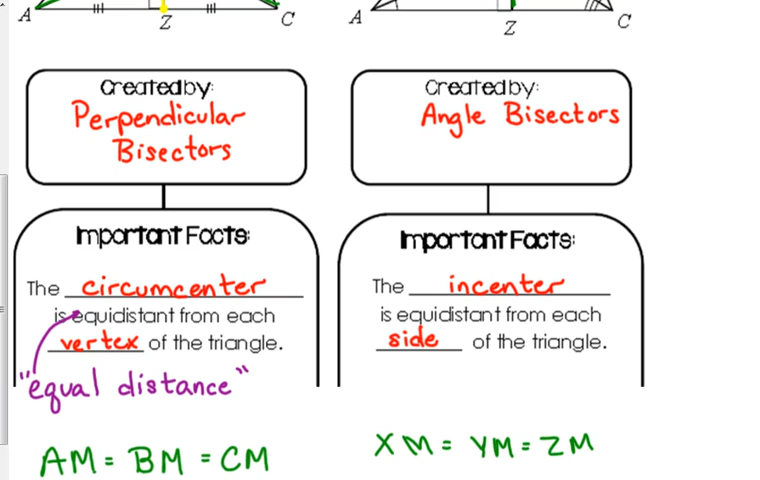 A Z C
Created by:
Perpendicular
Bisectors
Important Facts:
The circumcenter
is equidistant from each
vertex of the triangle.
"equal distance"
AM = BM = CM
A Z C
Created by:
Angle Bisectors
Important Facts:
The incenter
is equidistant from each
side of the triangle.
XM = YM = ZM